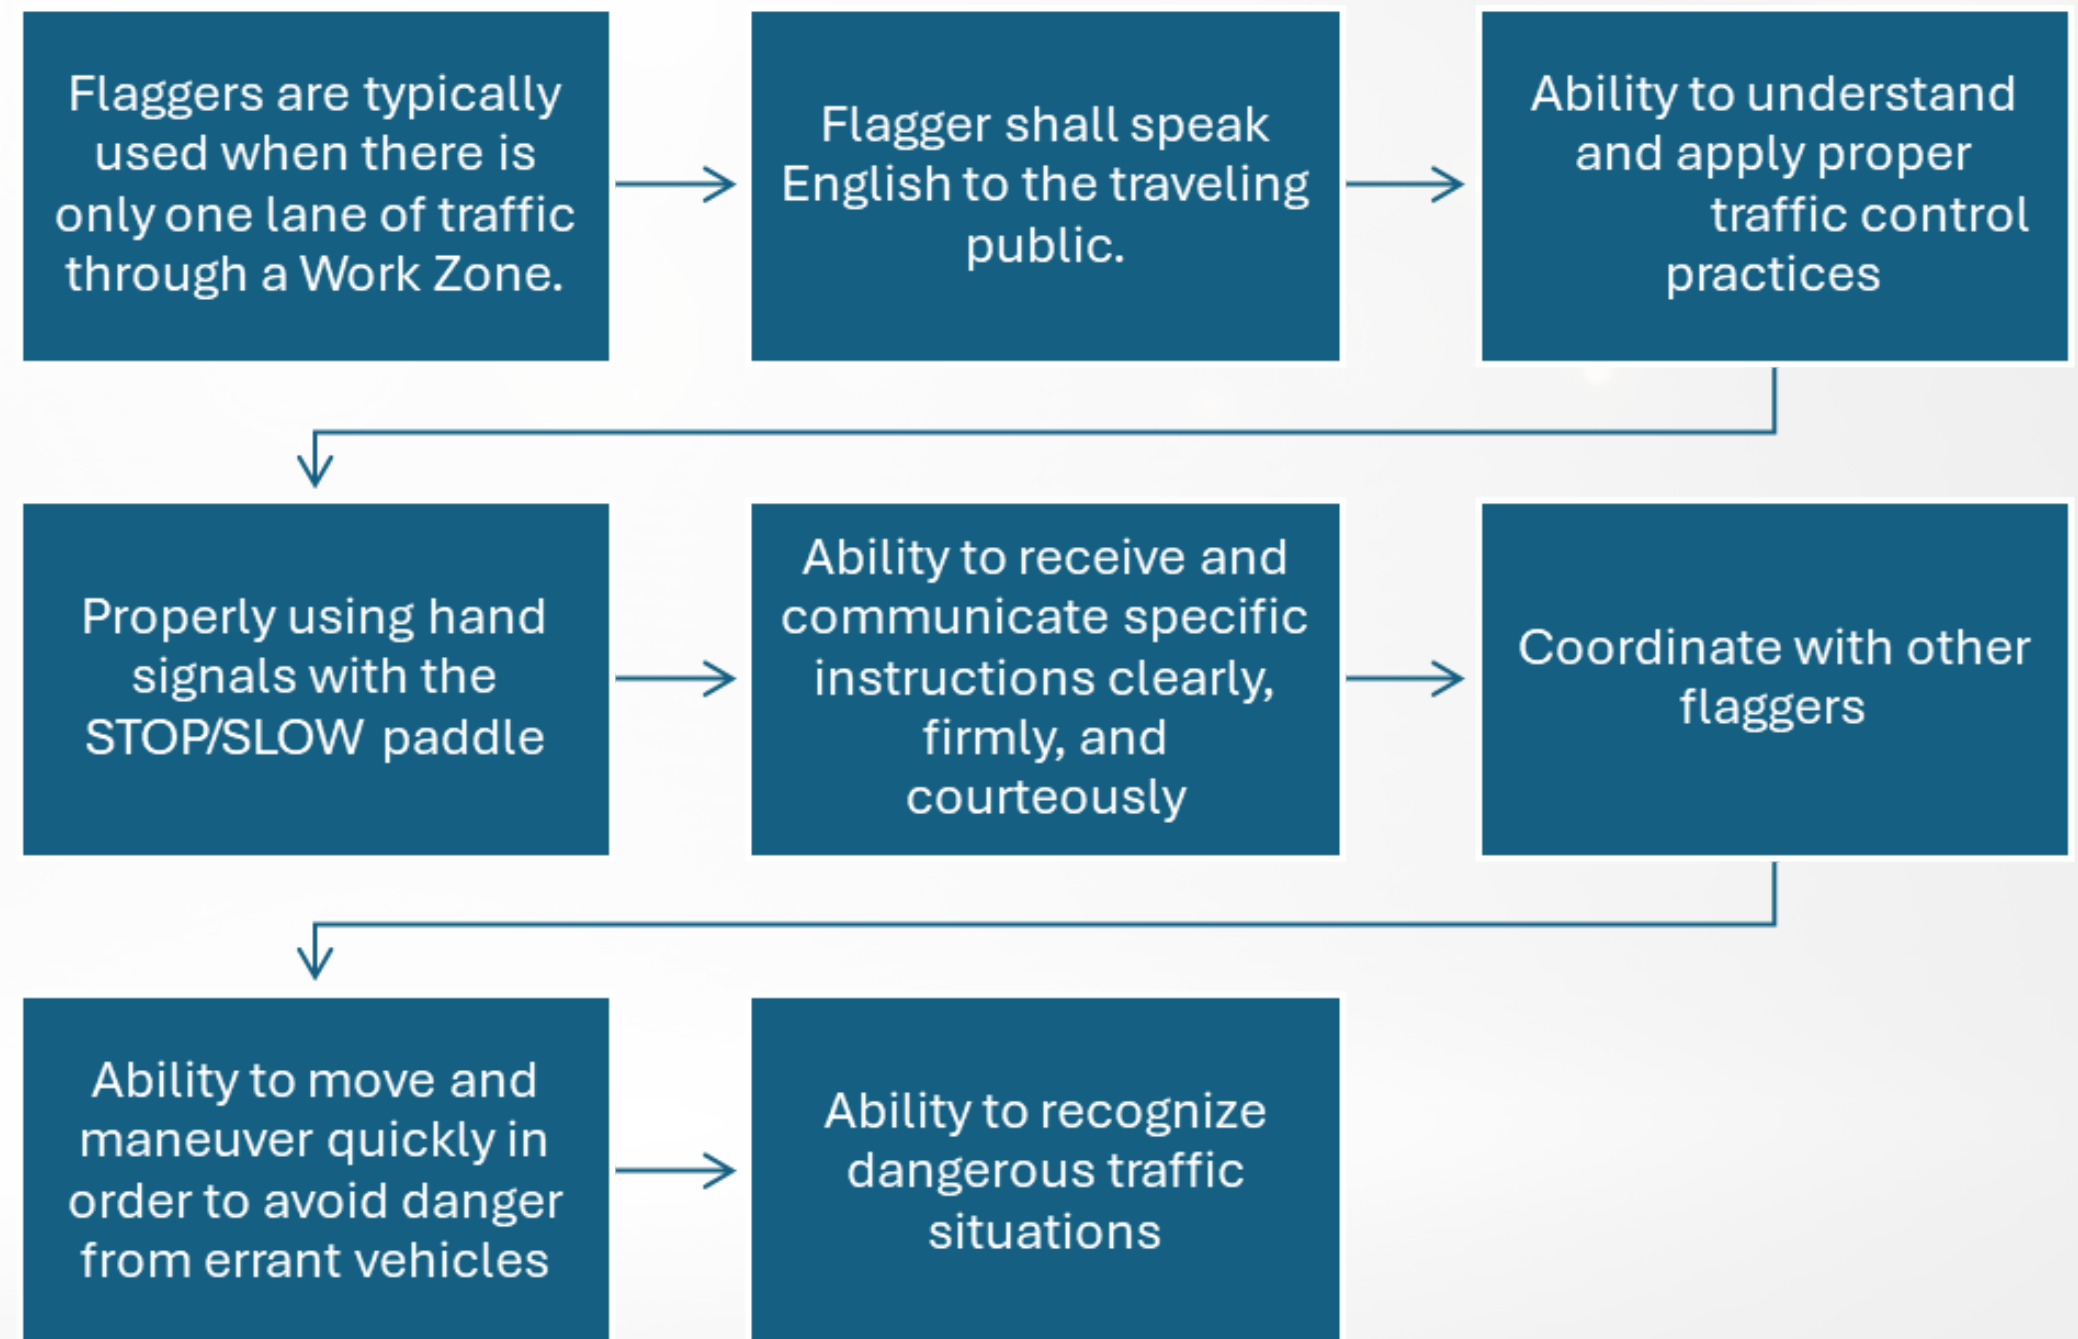 Flaggers are typically
used when there is
only one lane of traffic
through a Work Zone.
Flagger shall speak
English to the traveling
public.
Ability to understand
and apply proper
traffic control
practices
Properly using hand
signals with the
STOP/SLOW paddle
Ability to receive and
communicate specific
instructions clearly,
firmly, and
courteously
Coordinate with other
flaggers
Ability to move and
maneuver quickly in
order to avoid danger
from errant vehicles
Ability to recognize
dangerous traffic
situations